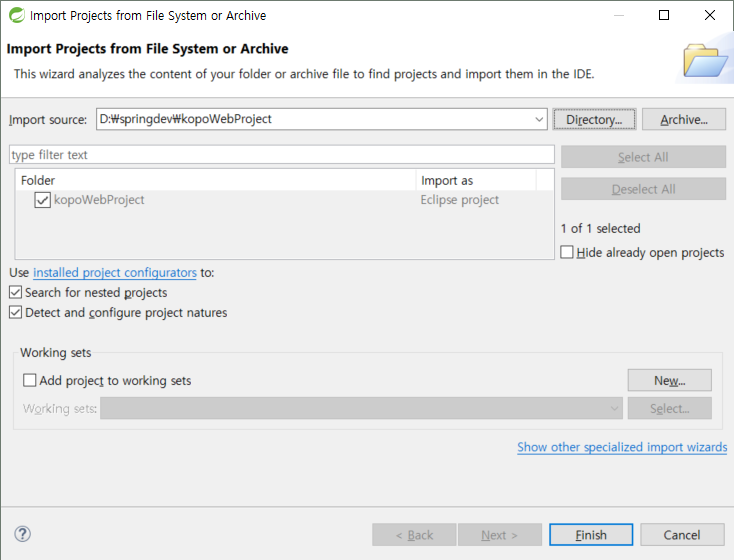 Import Projects from File System or Archive
Import Projects from File System or Archive
This wizard analyzes the content of your folder or archive file to find projects and import them in the IDE.
Import source: D:₩springdev₩kopoWebProject Directory... Archive...
type filter text Select All
Folder Import as Deselect All
kopoWebProject Eclipse project
1 of 1 selected
Hide already open projects
Use installed project configurators to:
Search for nested projects
Detect and configure project natures
Working sets
Add project to working sets New...
Working sets: Select...
Show other specialized import wizards
? < Back Next > Finish Cancel